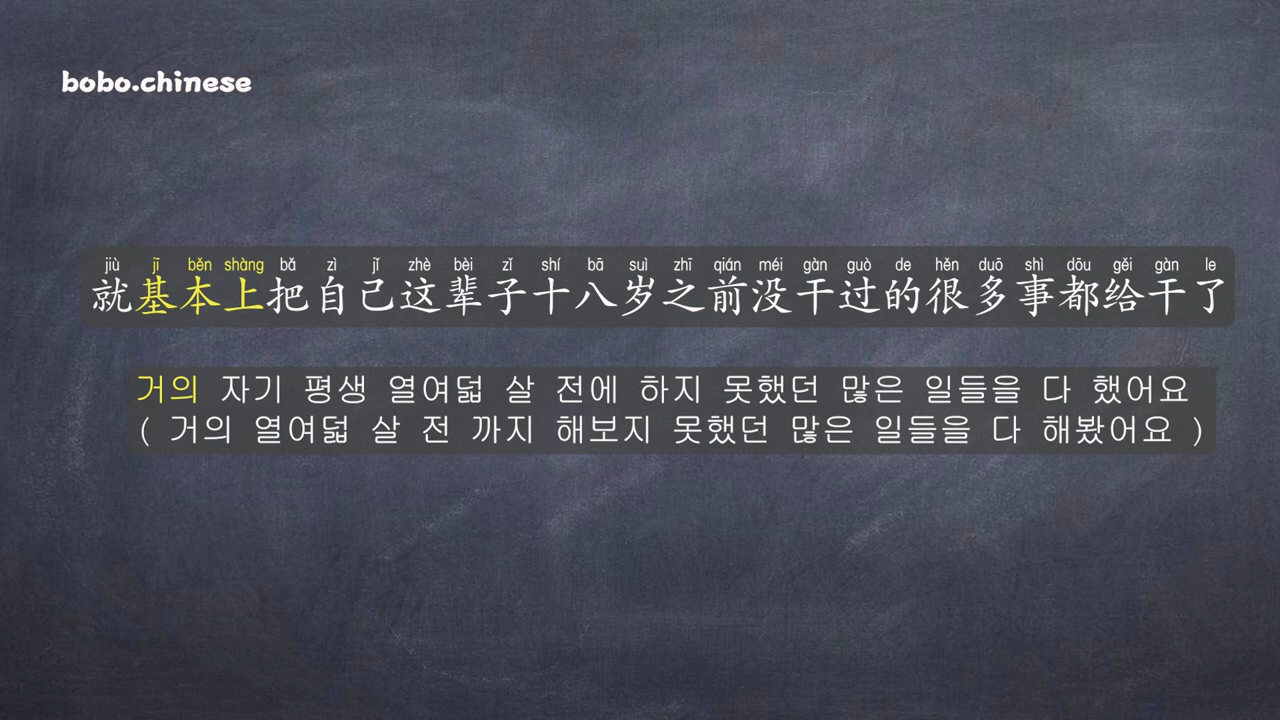 bobo.chinese
jiù jī běn shàng bǎ zì jǐ zhè bèi zǐ shí bā suì zhī qián méi gàn guò de hěn duō shì dōu gěi gàn le
就基本上把自己这辈子十八岁之前没干过的很多事都给干了
거의 자기 평생 열여덟 살 전에 하지 못했던 많은 일들을 다 했어요
( 거의 열여덟 살 전 까지 해보지 못했던 많은 일들을 다 해봤어요 )